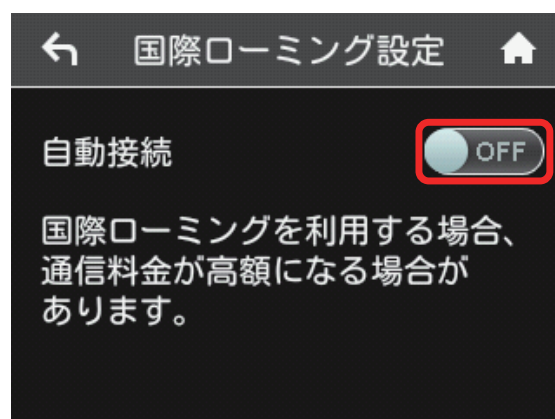 国際ローミング設定
自動接続
OFF
国際ローミングを利用する場合、
通信料金が高額になる場合が
あります。